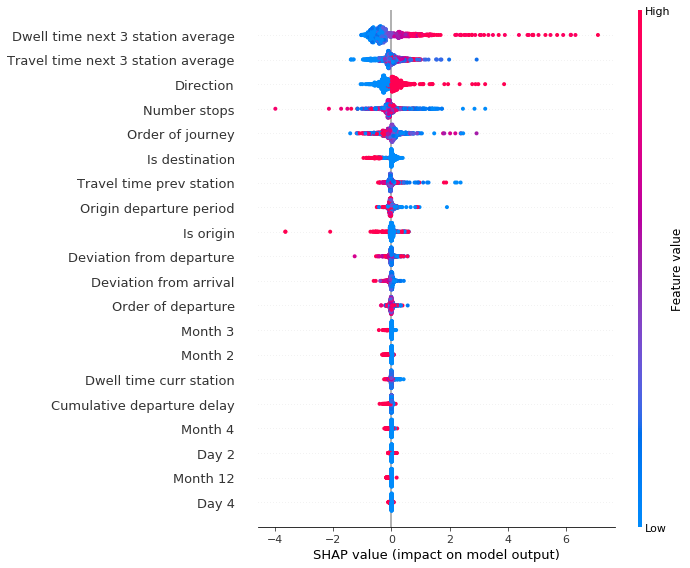 High
Dwell time next 3 station average
Travel time next 3 station average
Direction
Number stops
Order of journey
Is destination
Travel time prev station
Origin departure period
Is origin
Deviation from departure
Deviation from arrival
Order of departure
Month 3
Month 2
Dwell time curr station
Cumulative departure delay
Month 4
Day 2
Month 12
Day 4
Feature value
Low
−4 −2 0 2 4 6
SHAP value (impact on model output)